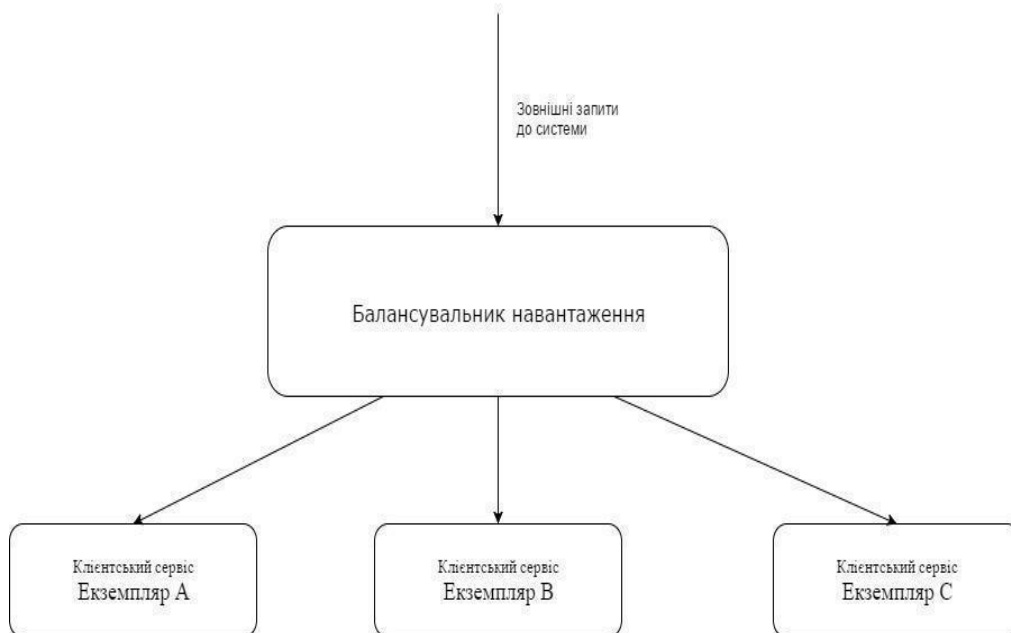 Зовнішні запити
до системи
Балансувальник навантаження
Клієнтський сервіс
Екземпляр А
Клієнтський сервіс
Екземпляр В
Клієнтський сервіс
Екземпляр С